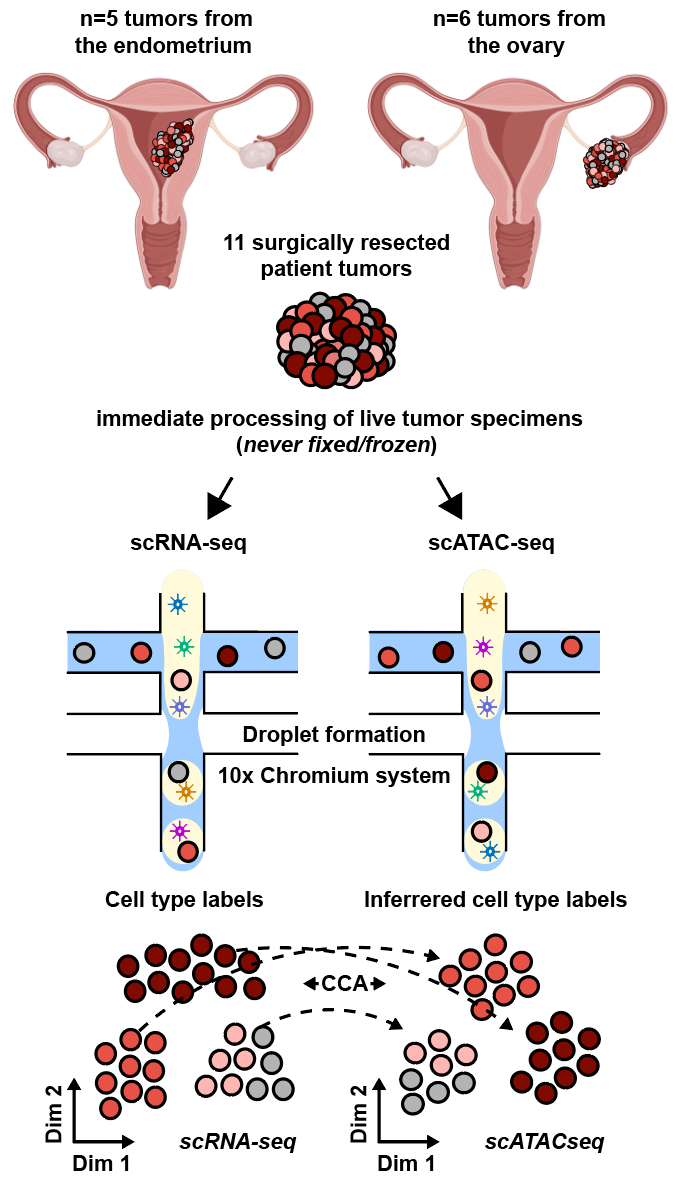 n=5 tumors from
the endometrium
n=6 tumors from
the ovary
11 surgically resected
patient tumors
immediate processing of live tumor specimens
(never fixed/frozen)
scRNA-seq
scATAC-seq
Droplet formation
10x Chromium system
Cell type labels
Inferrered cell type labels
CCA
Dim 2
Dim 1
scRNA-seq
Dim 2
Dim 1
scATACseq